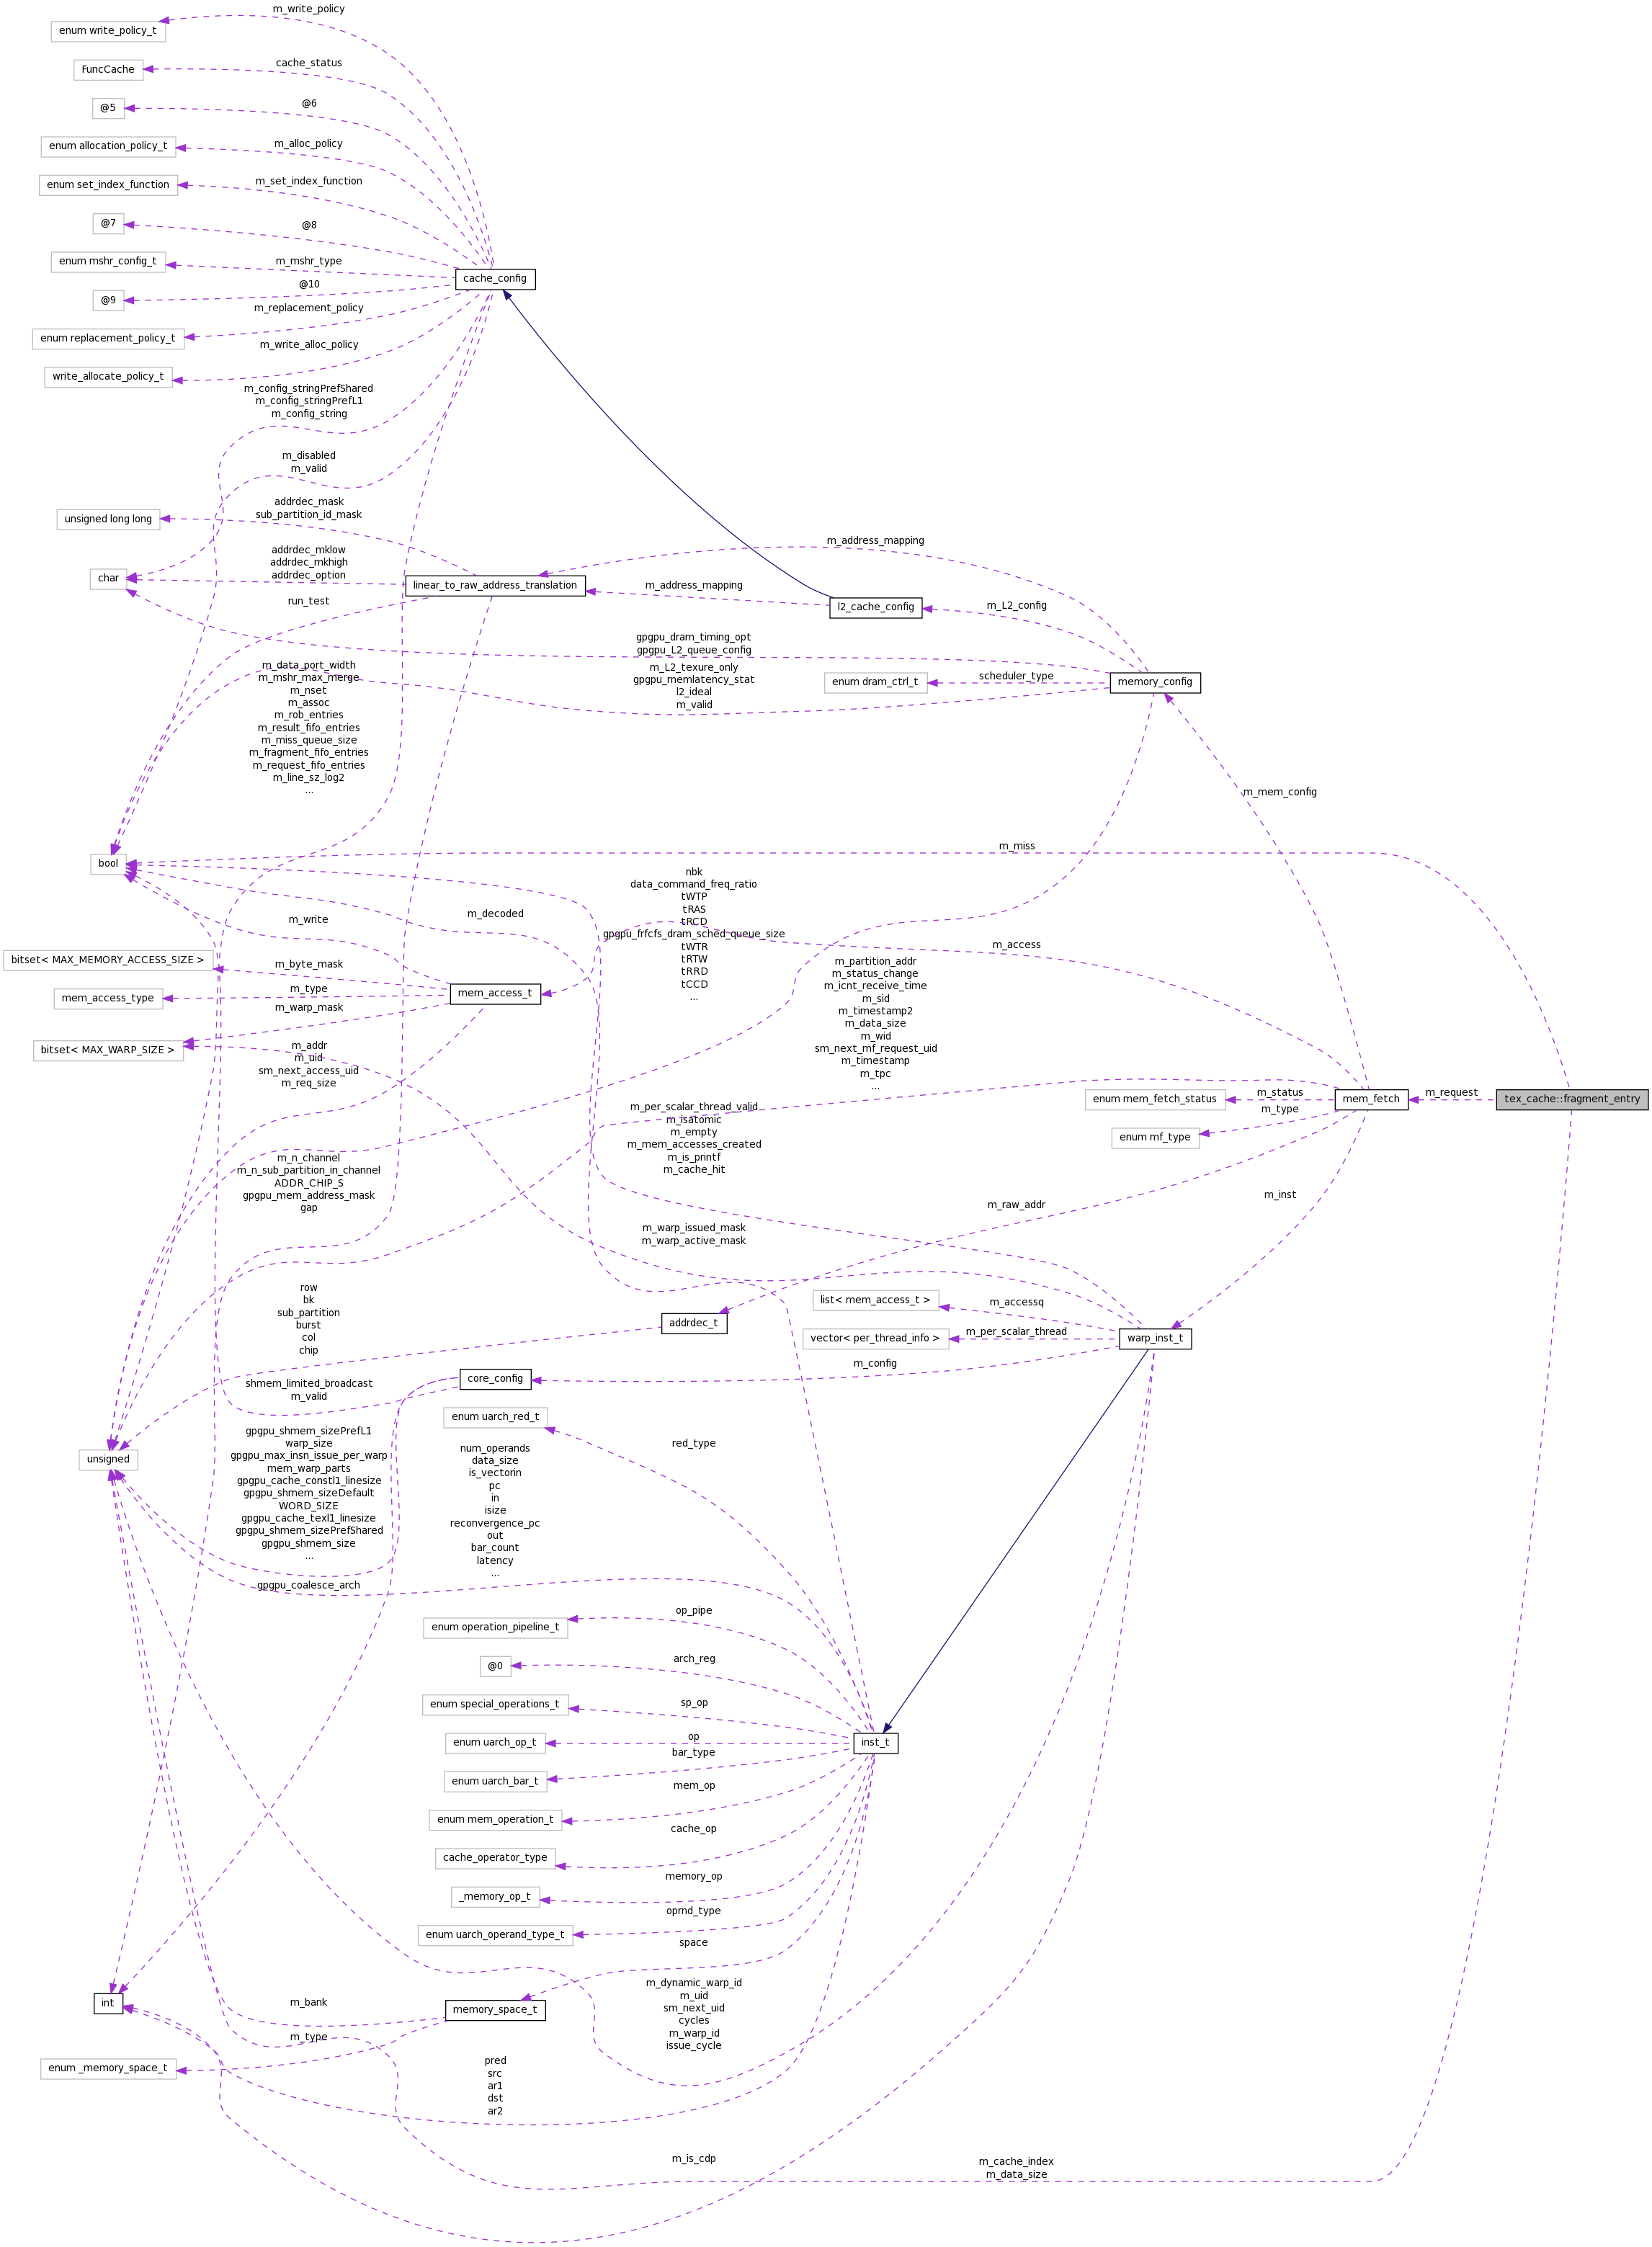 m_write_policy
enum write_policy_t
cache_status
FuncCache
@6
@5
m_alloc_policy
enum allocation_policy_t
m_set_index_function
enum set_index_function
@8
@7
m_mshr_type
enum mshr_config_t
cache_config
@10
@9
m_replacement_policy
enum replacement_policy_t
m_write_alloc_policy
write_allocate_policy_t
m_config_stringPrefShared
m_config_stringPrefL1
m_config_string
m_disabled
m_valid
addrdec_mask
sub_partition_id_mask
unsigned long long
m_address_mapping
addrdec_mklow
addrdec_mkhigh
addrdec_option
char
linear_to_raw_address_translation
m_address_mapping
run_test
l2_cache_config
m_L2_config
gpgpu_dram_timing_opt
gpgpu_L2_queue_config
m_L2_texure_only
gpgpu_memlatency_stat
l2_ideal
m_valid
enum dram_ctrl_t
scheduler_type
memory_config
m_data_port_width
m_mshr_max_merge
m_nset
m_assoc
m_rob_entries
m_result_fifo_entries
m_miss_queue_size
m_fragment_fifo_entries
m_request_fifo_entries
m_line_sz_log2
...
m_mem_config
m_miss
bool
nbk
data_command_freq_ratio
tWTP
tRAS
tRCD
gpgpu_frfcfs_dram_sched_queue_size
tWTR
tRTW
tRRD
tCCD
...
m_decoded
m_write
m_access
bitset< MAX_MEMORY_ACCESS_SIZE >
m_byte_mask
mem_access_type
m_type
mem_access_t
m_warp_mask
bitset< MAX_WARP_SIZE >
m_addr
m_uid
sm_next_access_uid
m_req_size
m_partition_addr
m_status_change
m_icnt_receive_time
m_sid
m_timestamp2
m_data_size
m_wid
sm_next_mf_request_uid
m_timestamp
m_tpc
...
enum mem_fetch_status
m_status
mem_fetch
m_request
tex_cache::fragment_entry
m_type
enum mf_type
m_per_scalar_thread_valid
m_isatomic
m_empty
m_mem_accesses_created
m_is_printf
m_cache_hit
m_n_channel
m_n_sub_partition_in_channel
ADDR_CHIP_S
gpgpu_mem_address_mask
gap
m_inst
m_raw_addr
m_warp_issued_mask
m_warp_active_mask
row
bk
sub_partition
burst
col
chip
addrdec_t
list< mem_access_t >
m_accessq
vector< per_thread_info >
m_per_scalar_thread
warp_inst_t
m_config
core_config
shmem_limited_broadcast
m_valid
enum uarch_red_t
red_type
unsigned
gpgpu_shmem_sizePrefL1
warp_size
gpgpu_max_insn_issue_per_warp
mem_warp_parts
gpgpu_cache_constl1_linesize
gpgpu_shmem_sizeDefault
WORD_SIZE
gpgpu_cache_texl1_linesize
gpgpu_shmem_sizePrefShared
gpgpu_shmem_size
...
num_operands
data_size
is_vectorin
pc
in
isize
reconvergence_pc
out
bar_count
latency
...
gpgpu_coalesce_arch
op_pipe
enum operation_pipeline_t
arch_reg
@0
sp_op
enum special_operations_t
op
enum uarch_op_t
inst_t
bar_type
enum uarch_bar_t
mem_op
enum mem_operation_t
cache_op
cache_operator_type
memory_op
_memory_op_t
oprnd_type
enum uarch_operand_type_t
space
int
m_bank
memory_space_t
m_dynamic_warp_id
m_uid
sm_next_uid
cycles
m_warp_id
issue_cycle
m_type
enum _memory_space_t
pred
src
ar1
dst
ar2
m_is_cdp
m_cache_index
m_data_size